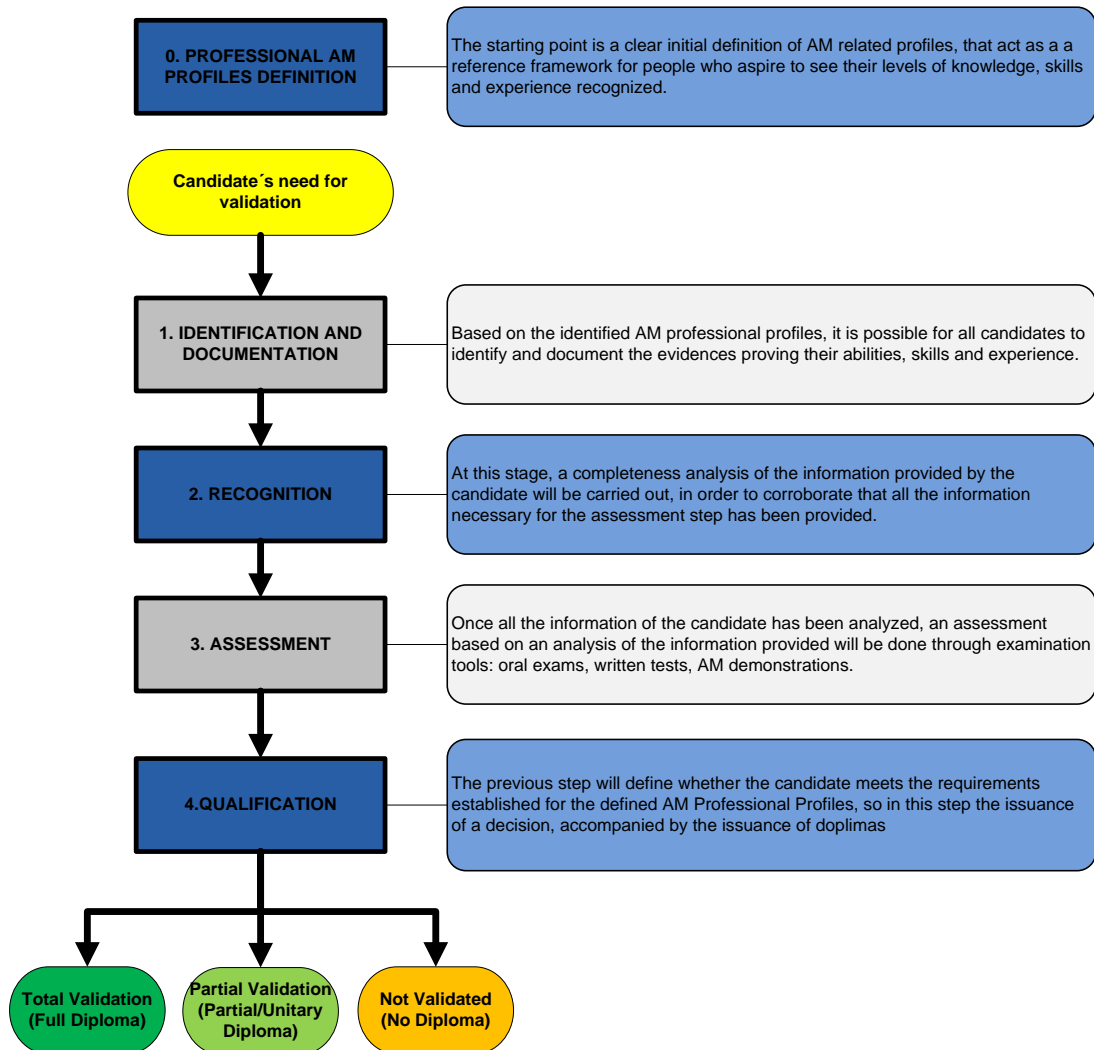 0. PROFESSIONAL AM
PROFILES DEFINITION
The starting point is a clear initial definition of AM related profiles, that act as a a
reference framework for people who aspire to see their levels of knowledge, skills
and experience recognized.
Candidate´s need for
validation
1. IDENTIFICATION AND
DOCUMENTATION
Based on the identified AM professional profiles, it is possible for all candidates to
identify and document the evidences proving their abilities, skills and experience.
2. RECOGNITION
At this stage, a completeness analysis of the information provided by the
candidate will be carried out, in order to corroborate that all the information
necessary for the assessment step has been provided.
3. ASSESSMENT
Once all the information of the candidate has been analyzed, an assessment
based on an analysis of the information provided will be done through examination
tools: oral exams, written tests, AM demonstrations.
4.QUALIFICATION
The previous step will define whether the candidate meets the requirements
established for the defined AM Professional Profiles, so in this step the issuance
of a decision, accompanied by the issuance of doplimas
Total Validation
(Full Diploma)
Partial Validation
(Partial/Unitary
Diploma)
Not Validated
(No Diploma)